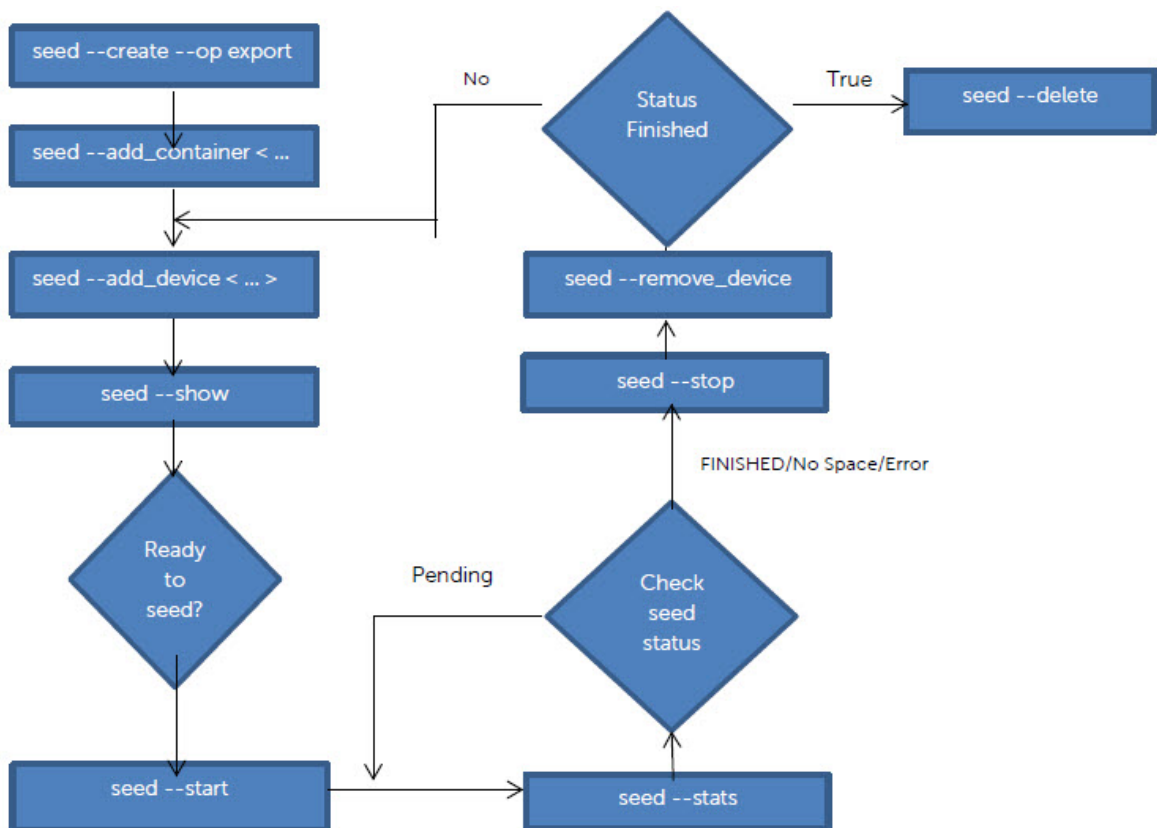 seed --create --op export
seed --add_container < ...
seed --add_device < ... >
seed --show
Ready
to
seed?
seed --start
No
Status
Finished
True
seed --delete
seed --remove_device
seed --stop
FINISHED/No Space/Error
Pending
Check
seed
status
seed --stats